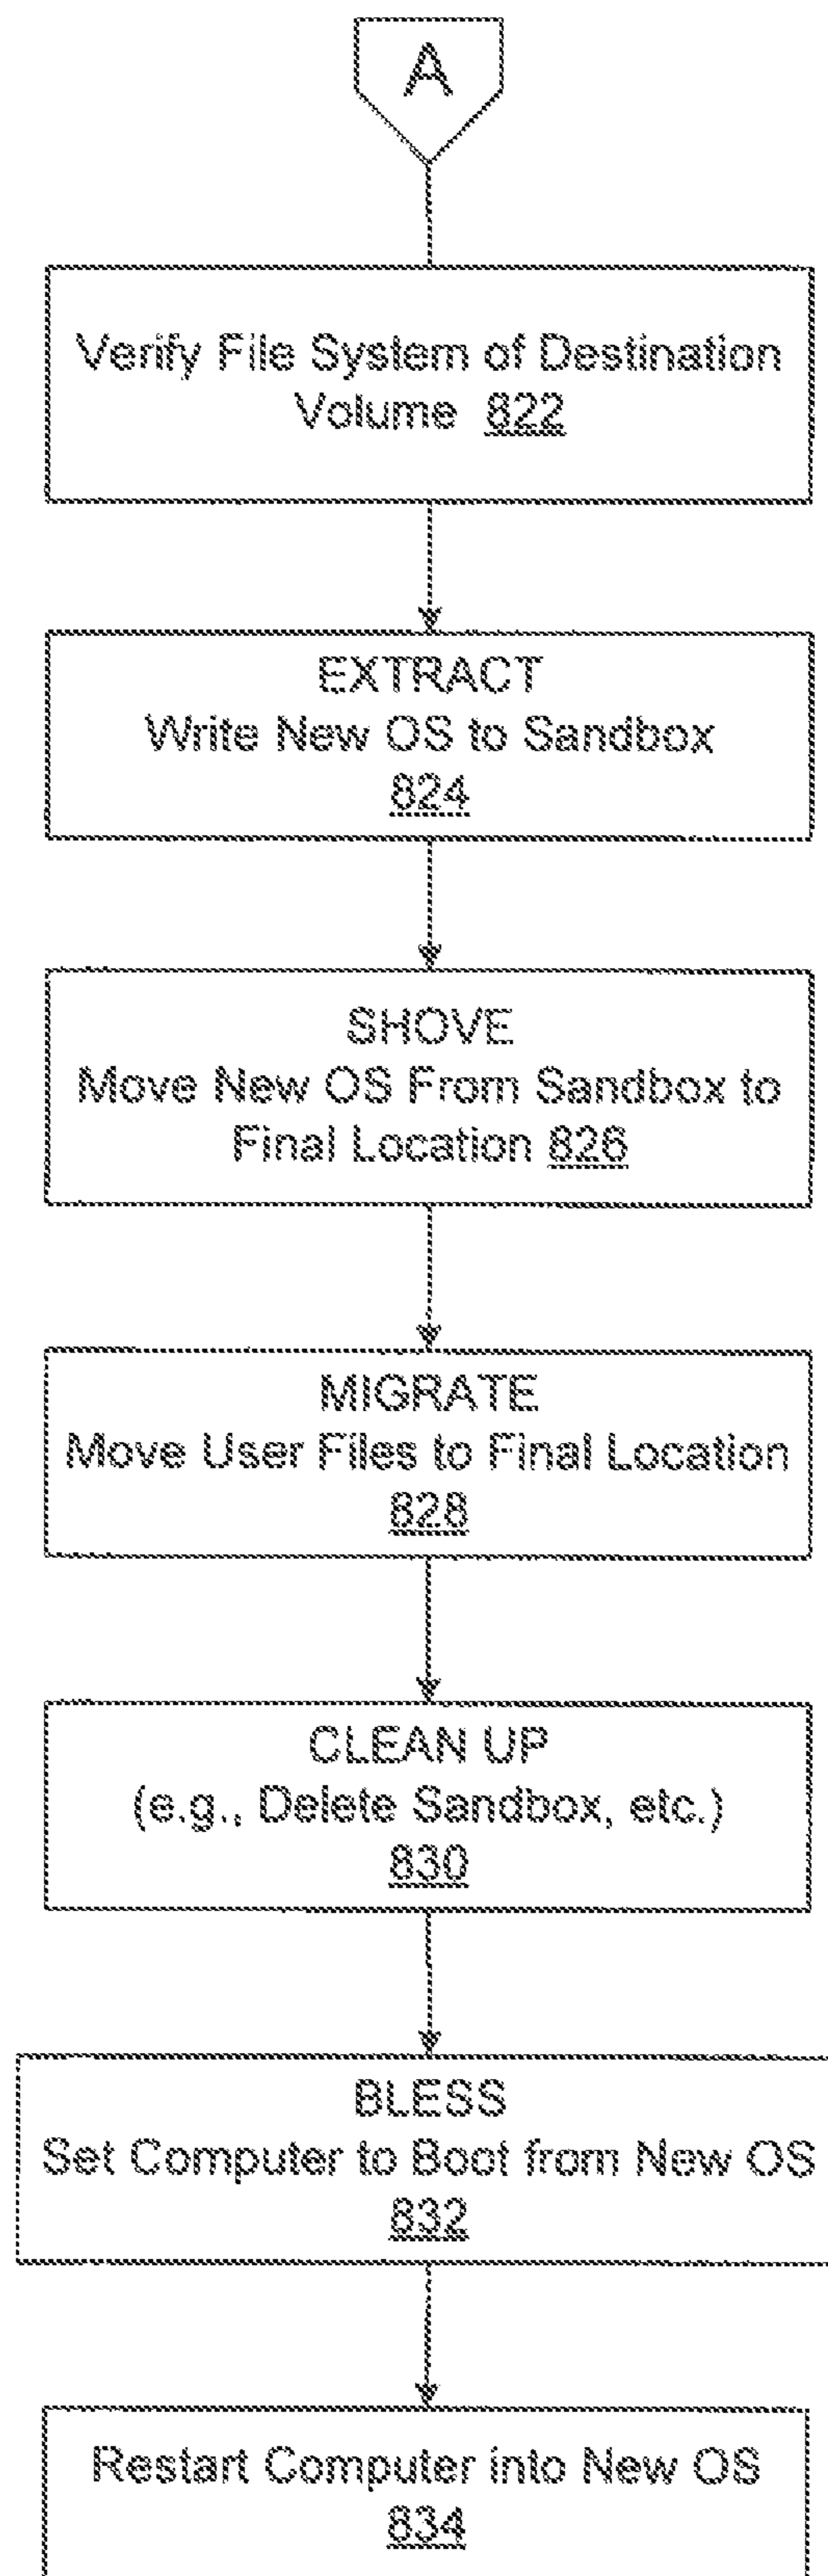 A
Verify File System of Destination
Volume 822
EXTRACT
Write New OS to Sandbox
824
SHOVE
Move New OS From Sandbox to
Final Location 826
MIGRATE
Move User Files to Final Location
828
CLEAN UP
(e.g., Delete Sandbox, etc.)
830
BLESS
Set Computer to Boot from New OS
832
Restart Computer into New OS
834